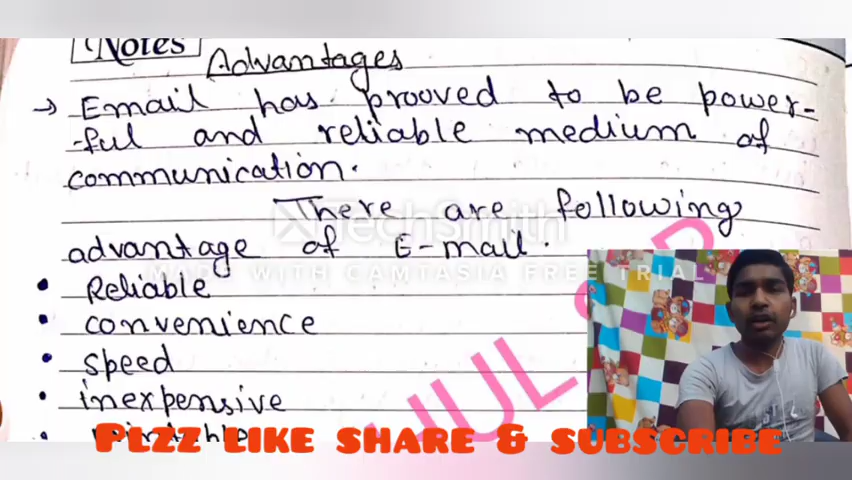 Notes
Advantages
→ Email has prooved to be power-
-ful and reliable medium of
communication.
There are following
advantage of E-mail.
TechSmith
MADE WITH CAMTASIA FREE TRIAL
• Reliable
• convenience
• speed
• inexpensive
Plzz like share & subscribe